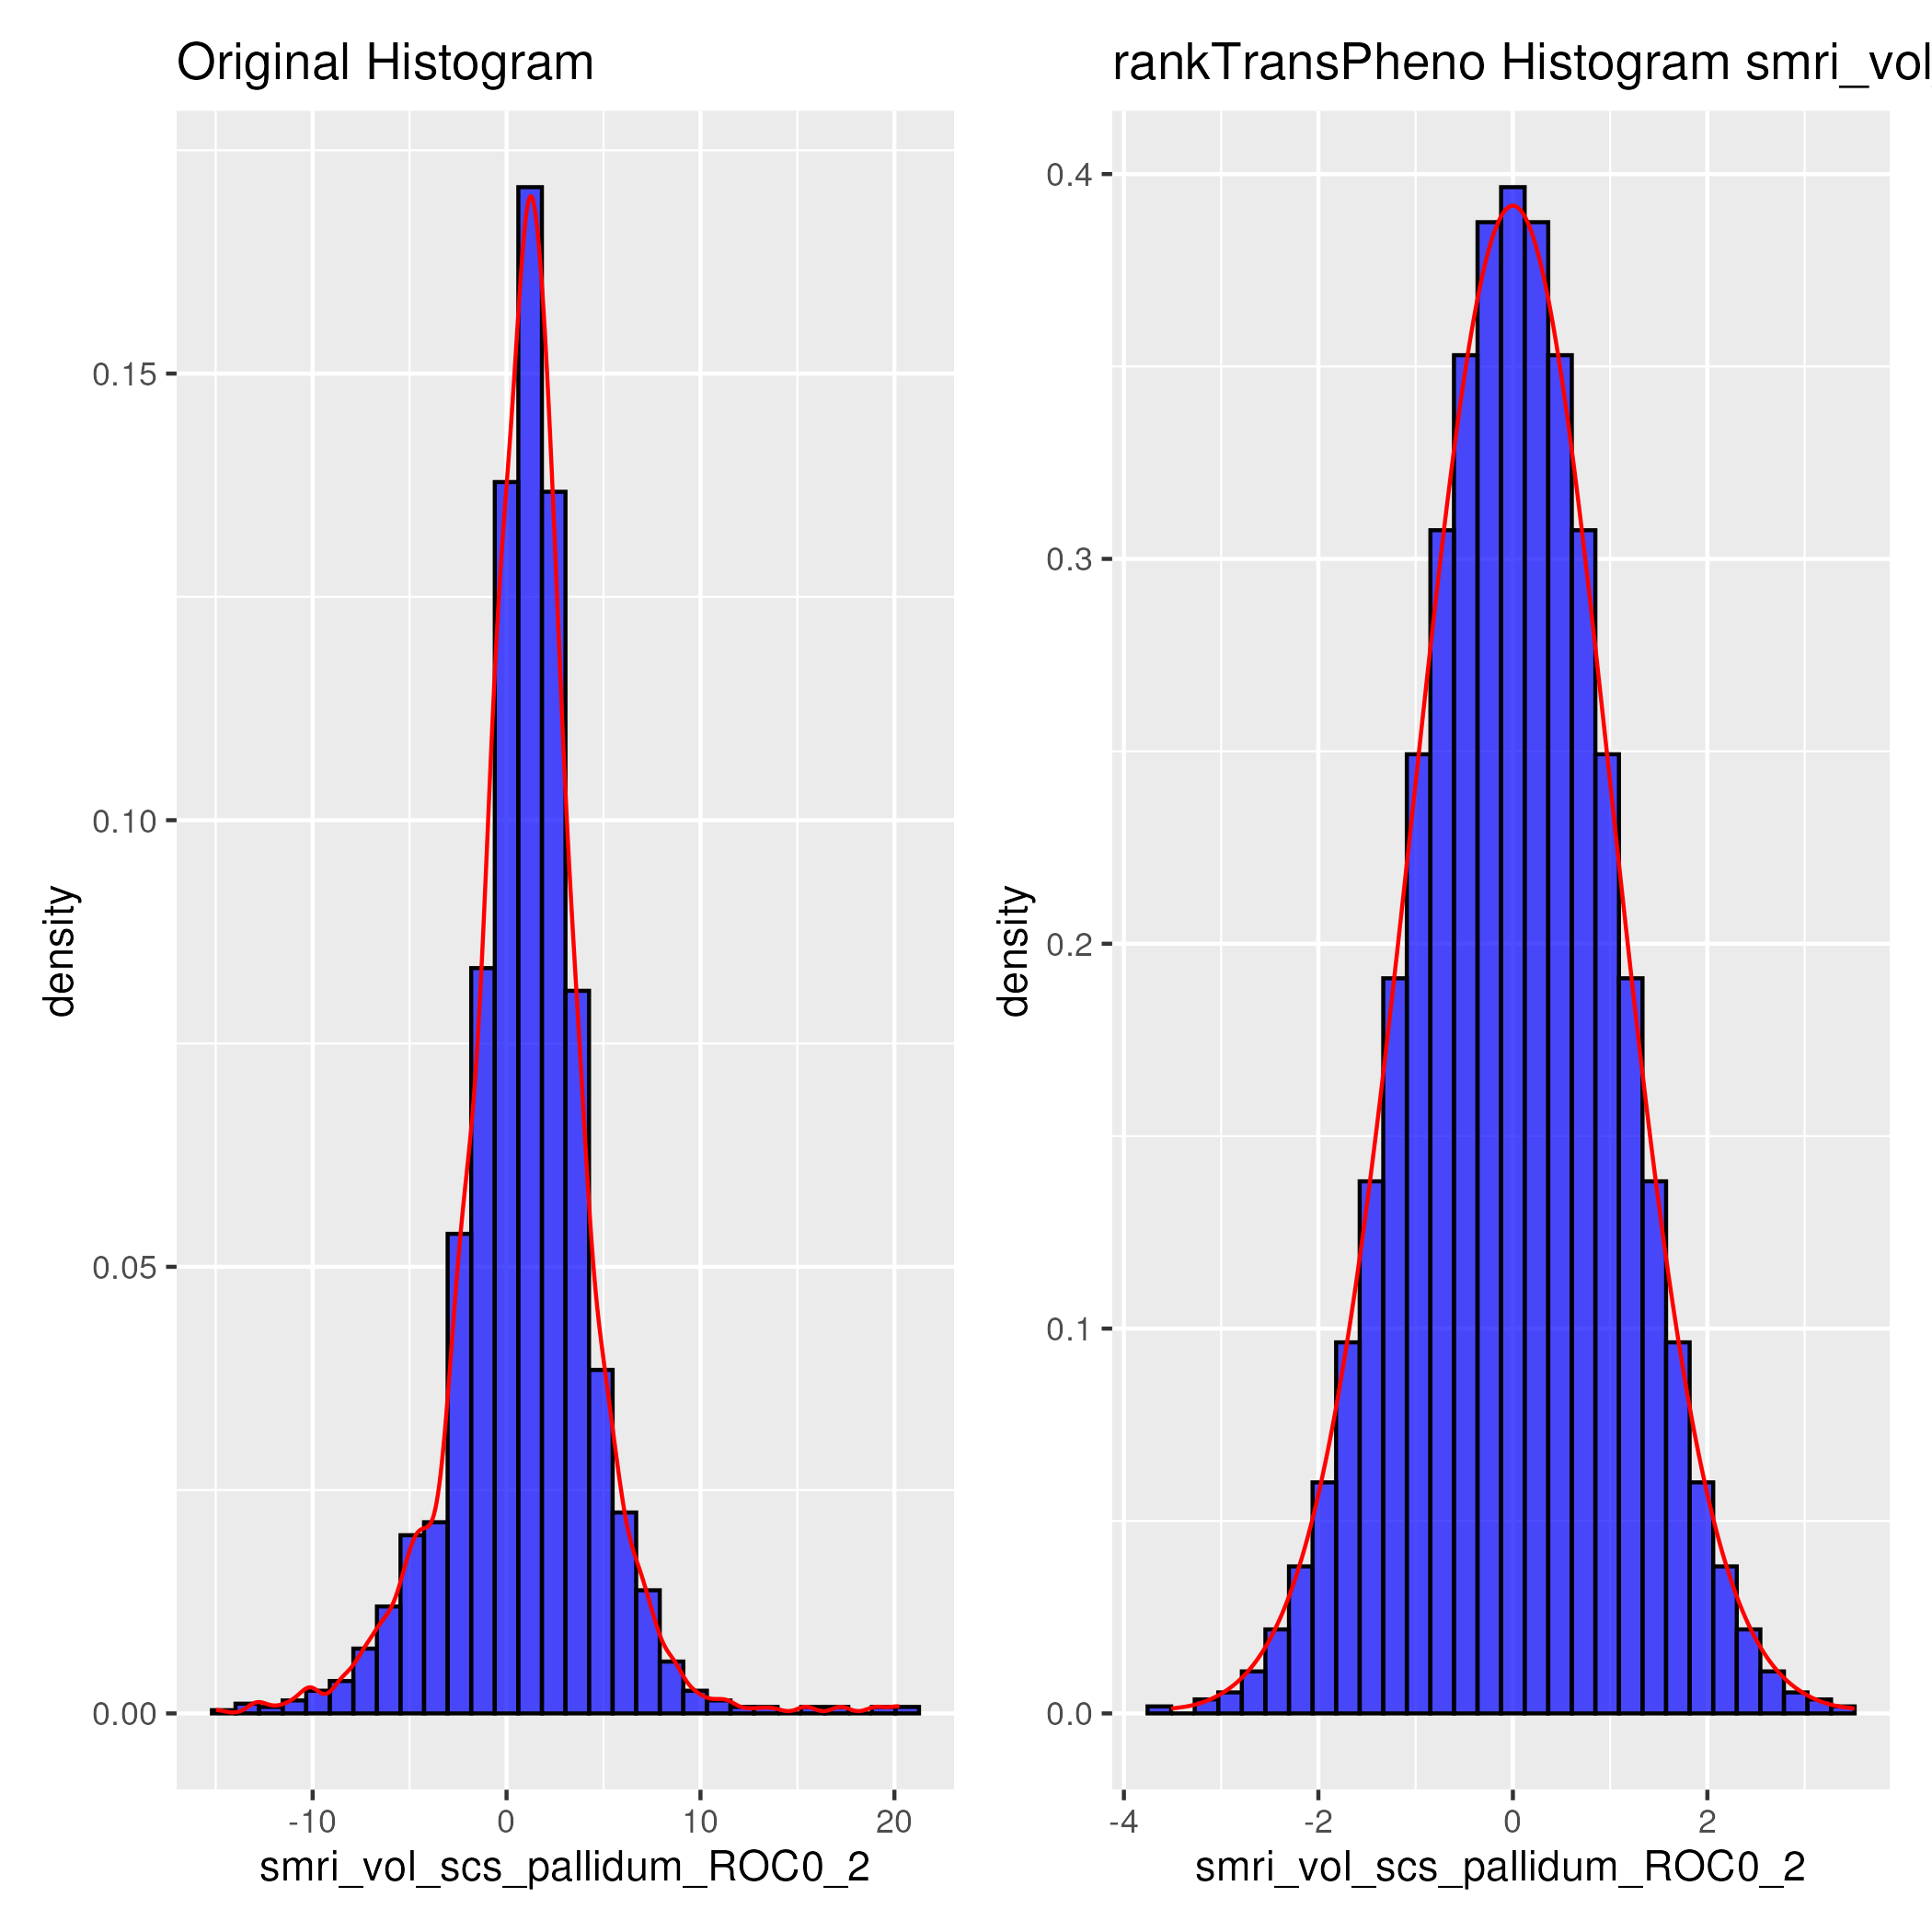 Original Histogram
density
0.15
0.10
0.05
0.00
-10
0
10
20
smri_vol_scs_pallidum_ROC0_2
rankTransPheno Histogram smri_vol_
density
0.4
0.3
0.2
0.1
0.0
-4
-2
0
2
smri_vol_scs_pallidum_ROC0_2